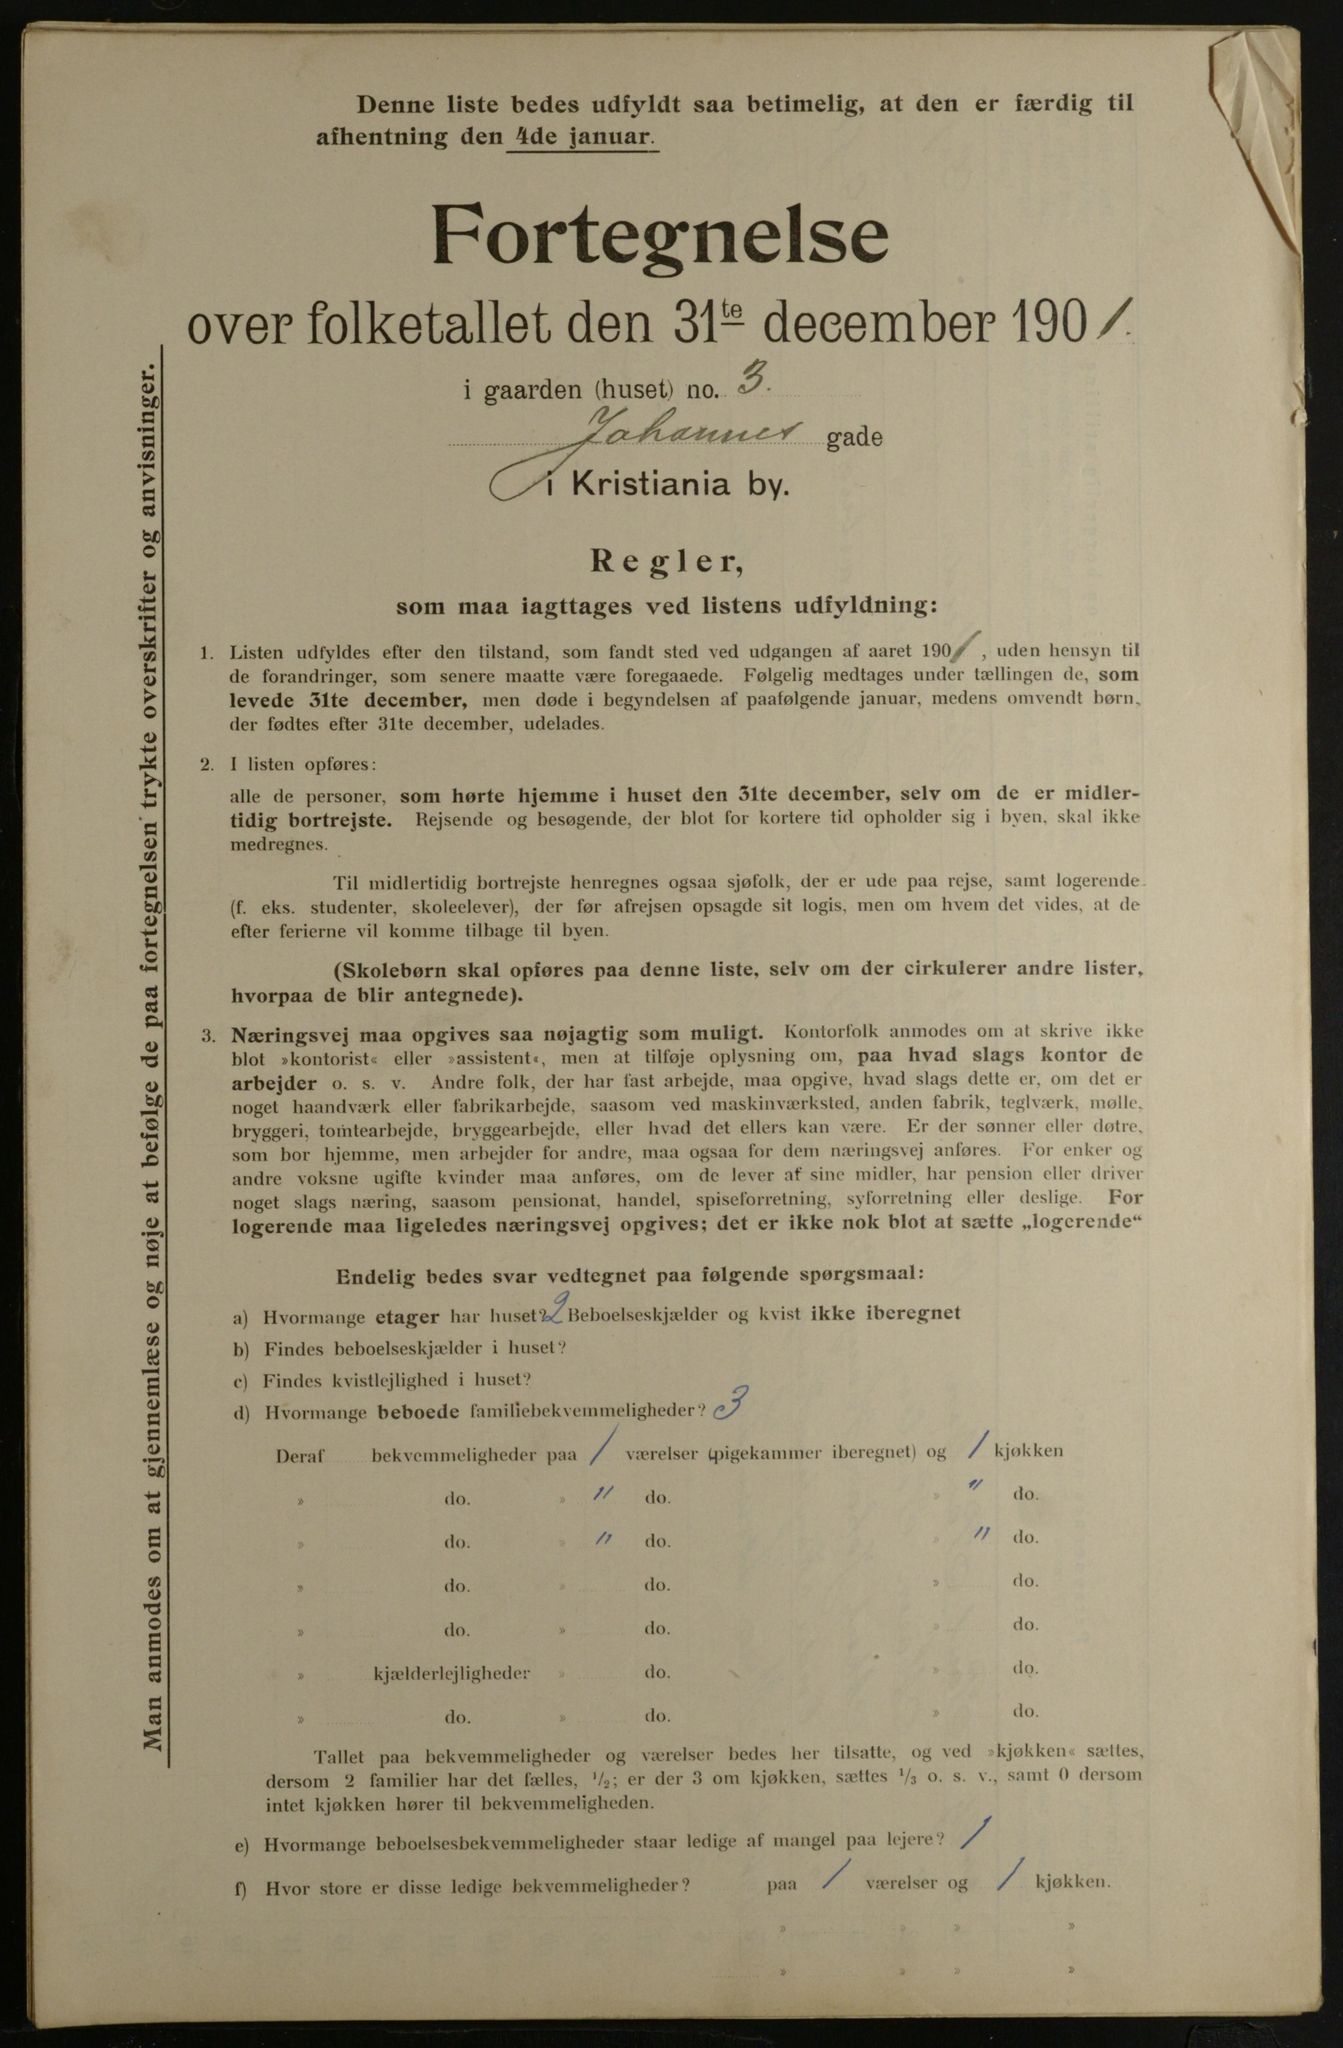 Denne liste bedes udfyldt saa betimelig, at den er færdig til
afhentning den 4de januar.
Fortegnelse
over folketallet den 31te december 1901.
i gaarden (huset) no. 3.
Johannes gade
i Kristiania by.
Regler,
som maa iagttages ved listens udfyldning:
1. Listen udfyldes efter den tilstand, som fandt sted ved udgangen af aaret 1901, uden hensyn til
de forandringer, som senere maatte være foregaaede. Følgelig medtages under tællingen de, som
levede 31te december, men døde i begyndelsen af paafølgende januar, medens omvendt børn,
der fødtes efter 31te december, udelades.
2. I listen opføres:
alle de personer, som hørte hjemme i huset den 31te december, selv om de er midler-
tidig bortrejste. Rejsende og besøgende, der blot for kortere tid opholder sig i byen, skal ikke
medregnes.
Til midlertidig bortrejste henregnes ogsaa sjøfolk, der er ude paa rejse, samt logerende
(f. eks. studenter, skoleelever), der før afrejsen opsagde sit logis, men om hvem det vides, at de
efter ferierne vil komme tilbage til byen.
(Skolebørn skal opføres paa denne liste, selv om der cirkulerer andre lister,
hvorpaa de blir antegnede).
3. Næringsvej maa opgives saa nøjagtig som muligt. Kontorfolk anmodes om at skrive ikke
blot »kontorist« eller »assistent«, men at tilføje oplysning om, paa hvad slags kontor de
arbejder o. s. v. Andre folk, der har fast arbejde, maa opgive, hvad slags dette er, om det er
noget haandværk eller fabrikarbejde, saasom ved maskinværksted, anden fabrik, teglværk, mølle,
bryggeri, tomtearbejde, bryggearbejde, eller hvad det ellers kan være. Er der sønner eller døtre,
som bor hjemme, men arbejder for andre, maa ogsaa for dem næringsvej anføres. For enker og
andre voksne ugifte kvinder maa anføres, om de lever af sine midler, har pension eller driver
noget slags næring, saasom pensionat, handel, spiseforretning, syforretning eller deslige. For
logerende maa ligeledes næringsvej opgives; det er ikke nok blot at sætte „logerende“
Endelig bedes svar vedtegnet paa følgende spørgsmaal:
a) Hvormange etager har huset? 2 Beboelseskjælder og kvist ikke iberegnet
b) Findes beboelseskjælder i huset?
c) Findes kvistlejlighed i huset?
d) Hvormange beboede familiebekvemmeligheder? 3
Deraf bekvemmeligheder paa 1 værelser (pigekammer iberegnet) og 1 kjøkken
» do. » " do. » " do.
» do. » " do. » " do.
» do. » do. » do.
» do. » do. » do.
» kjælderlejligheder » do. » do.
» do. » do. » do.
Tallet paa bekvemmeligheder og værelser bedes her tilsatte, og ved »kjøkken« sættes,
dersom 2 familier har det fælles, 1/2; er der 3 om kjøkken, sættes 1/3 o. s. v., samt 0 dersom
intet kjøkken hører til bekvemmeligheden.
e) Hvormange beboelsesbekvemmeligheder staar ledige af mangel paa lejere? 1
f) Hvor store er disse ledige bekvemmeligheder? paa 1 værelser og 1 kjøkken.
» » » »
» » » »
Man anmodes om at gjennemlæse og nøje at befølge de paa fortegnelsen trykte overskrifter og anvisninger.